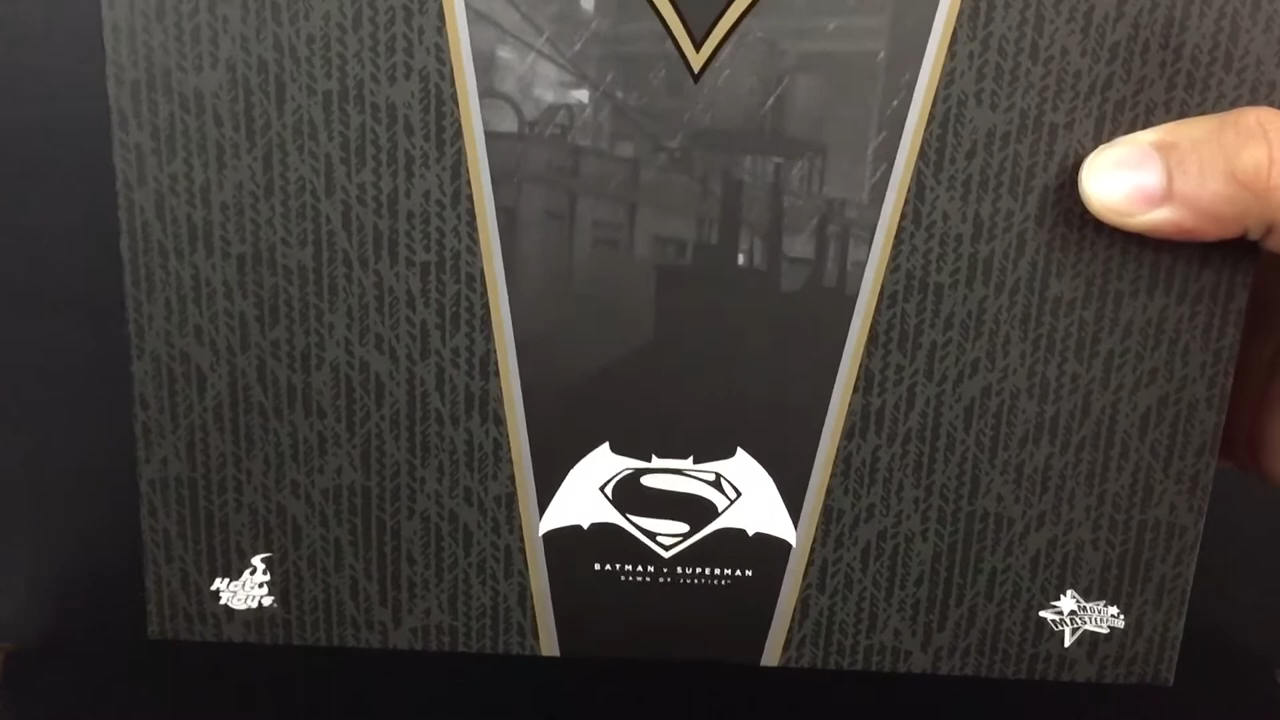 BATMAN v SUPERMAN
DAWN OF JUSTICE
Hot
Toys
MOVIE
MASTERPIECE